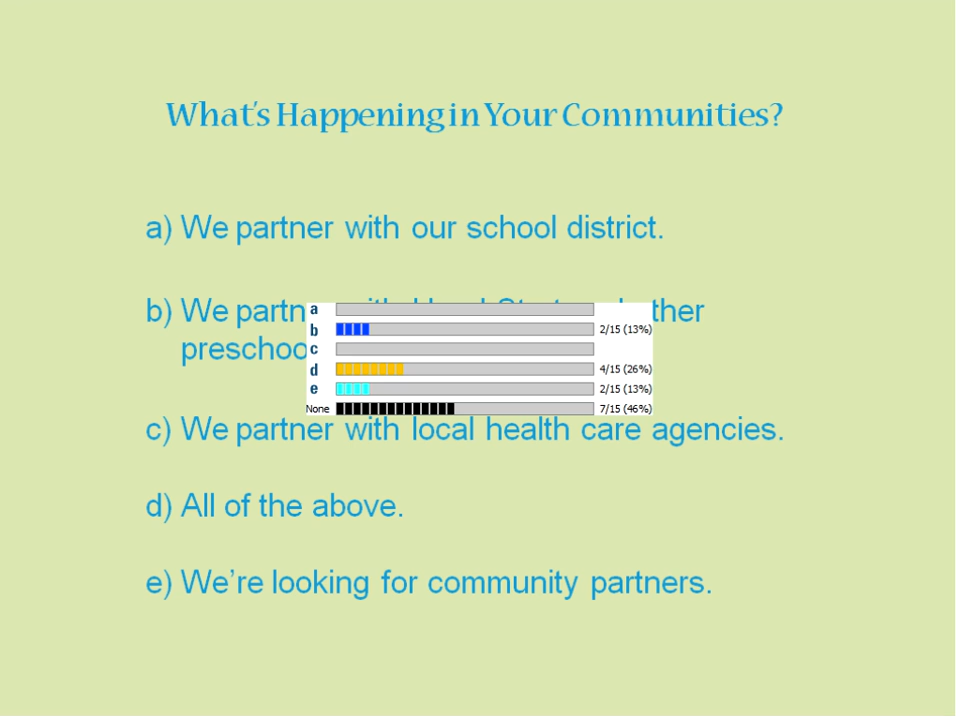 What's Happening in Your Communities?
a) We partner with our school district.
b) We
preschoo
a
b 2/15 (13%)
c
d 4/15 (26%)
e 2/15 (13%)
None 7/15 (46%)
c) We partner with local health care agencies.
d) All of the above.
e) We’re looking for community partners.